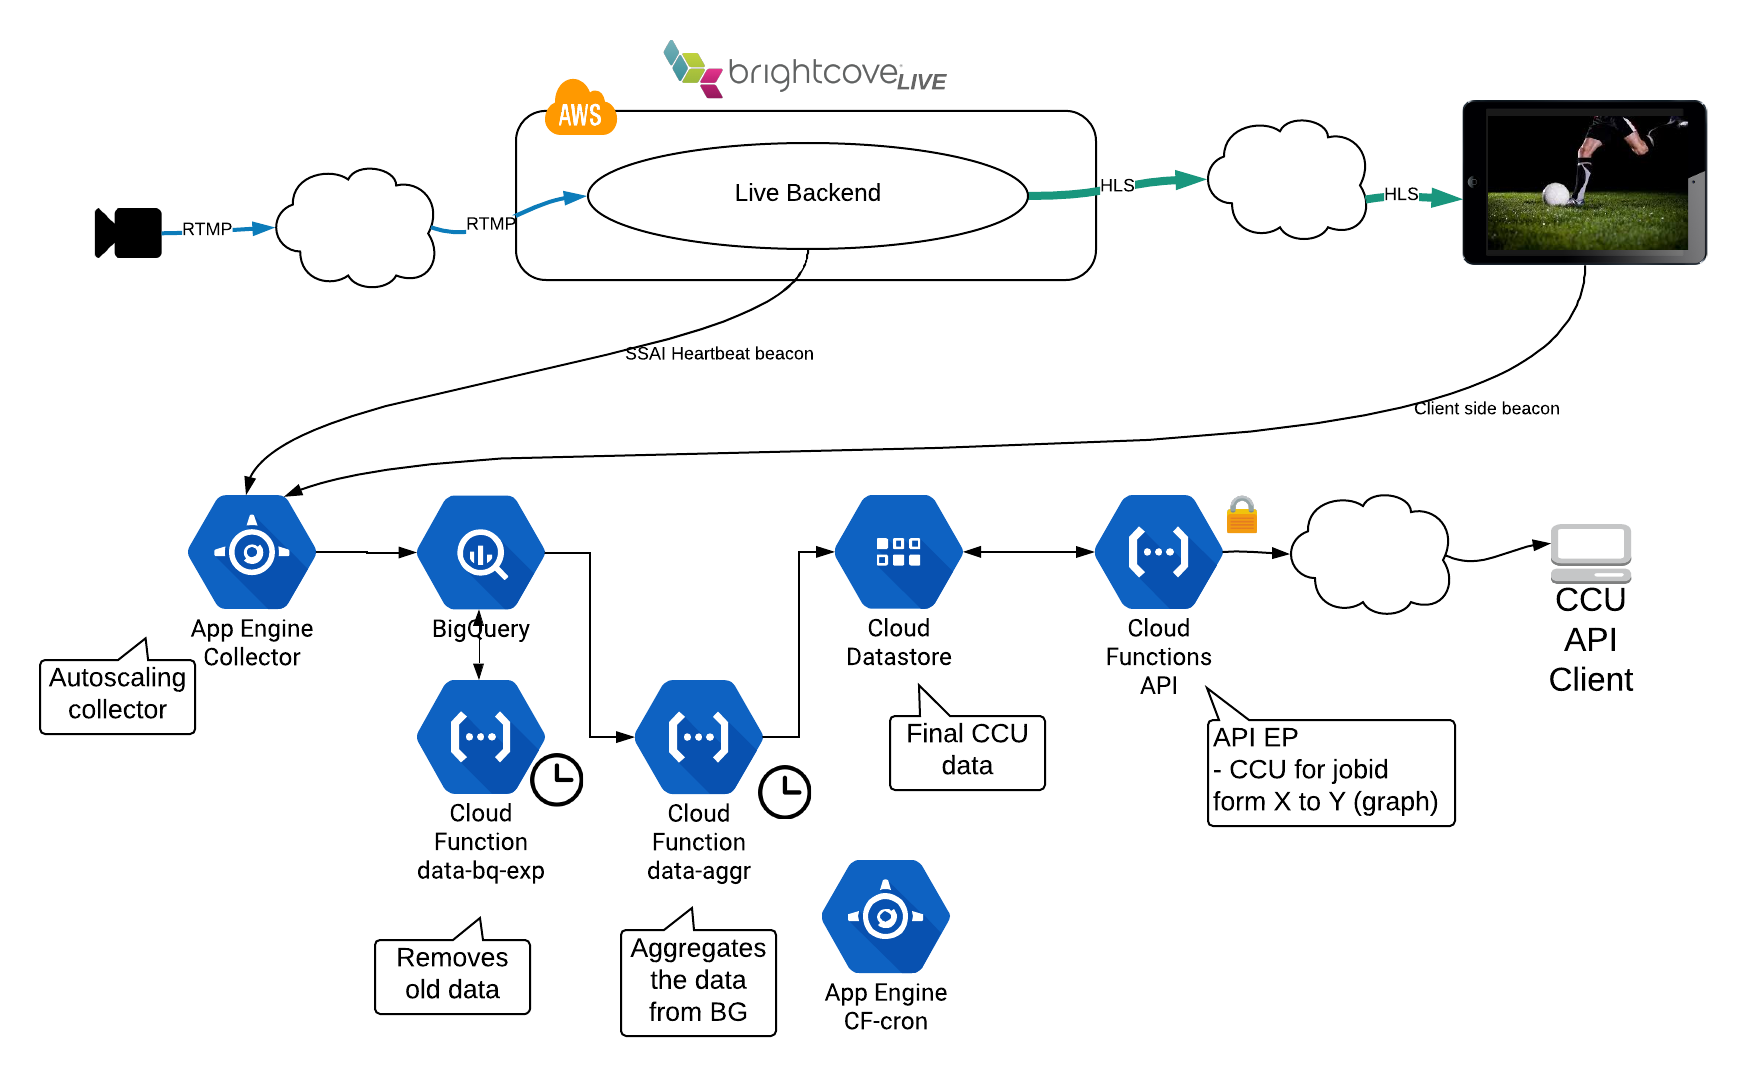 brightcove LIVE
AWS
Live Backend
RTMP
RTMP
HLS
HLS
SSAI Heartbeat beacon
Client side beacon
App Engine
Collector
BigQuery
Cloud
Datastore
Cloud
Functions
API
CCU
API
Client
Autoscaling
collector
Final CCU
data
API EP
- CCU for jobid
form X to Y (graph)
Cloud
Function
data-bq-exp
Cloud
Function
data-aggr
Removes
old data
Aggregates
the data
from BG
App Engine
CF-cron